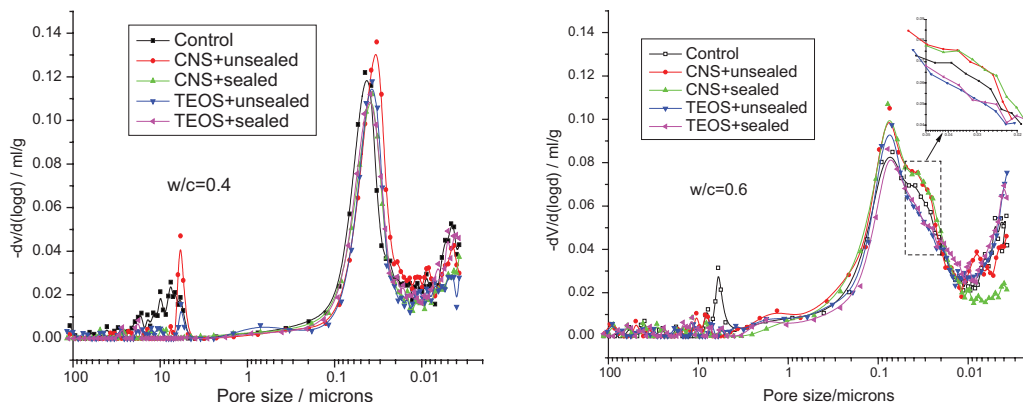 -dv/d(logd) / ml/g
0.14
0.12
0.10
0.08
0.06
0.04
0.02
0.00
Control
CNS+unsealed
CNS+sealed
TEOS+unsealed
TEOS+sealed
w/c=0.4
100
10
1
0.1
0.01
Pore size / microns
-dV/d(logd) / ml/g
0.14
0.12
0.10
0.08
0.06
0.04
0.02
0.00
Control
CNS+unsealed
CNS+sealed
TEOS+unsealed
TEOS+sealed
w/c=0.6
100
10
1
0.1
0.01
Pore size/microns